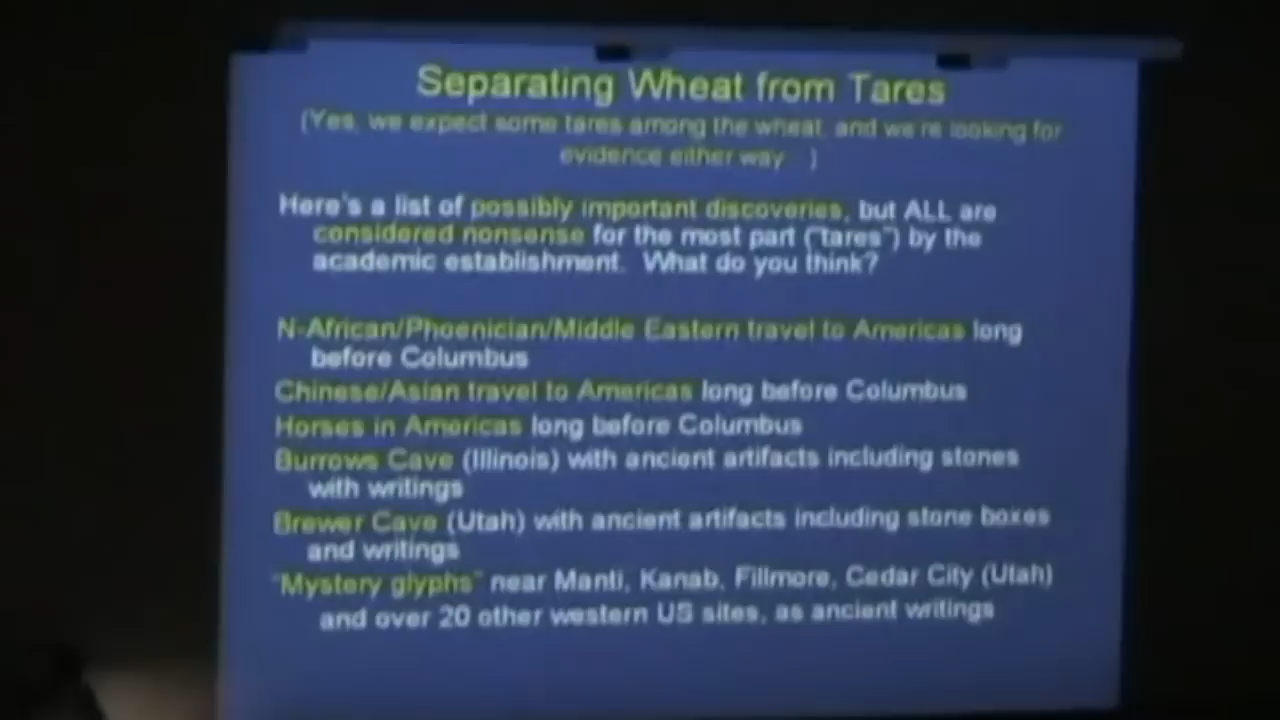 Separating Wheat from Tares
(Yes, we expect some tares among the wheat, and we're looking for
evidence either way...)
Here's a list of possibly important discoveries, but ALL are
considered nonsense for the most part ("tares") by the
academic establishment. What do you think?
N-African/Phoenician/Middle Eastern travel to Americas long
before Columbus
Chinese/Asian travel to Americas long before Columbus
Horses in Americas long before Columbus
Burrows Cave (Illinois) with ancient artifacts including stones
with writings
Brewer Cave (Utah) with ancient artifacts including stone boxes
and writings
"Mystery glyphs" near Manti, Kanab, Fillmore, Cedar City (Utah)
and over 20 other western US sites, as ancient writings